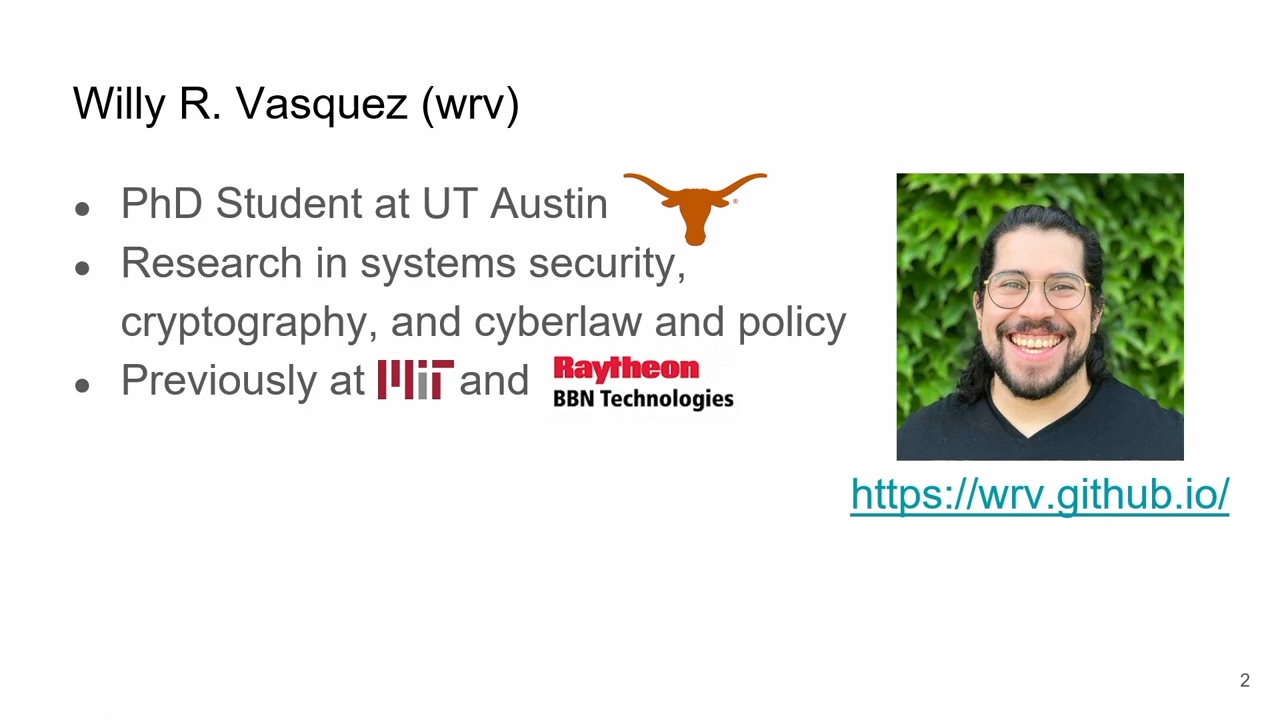 Willy R. Vasquez (wrv)
● PhD Student at UT Austin
● Research in systems security,
cryptography, and cyberlaw and policy
● Previously at MIT and Raytheon
BBN Technologies
https://wrv.github.io/
2